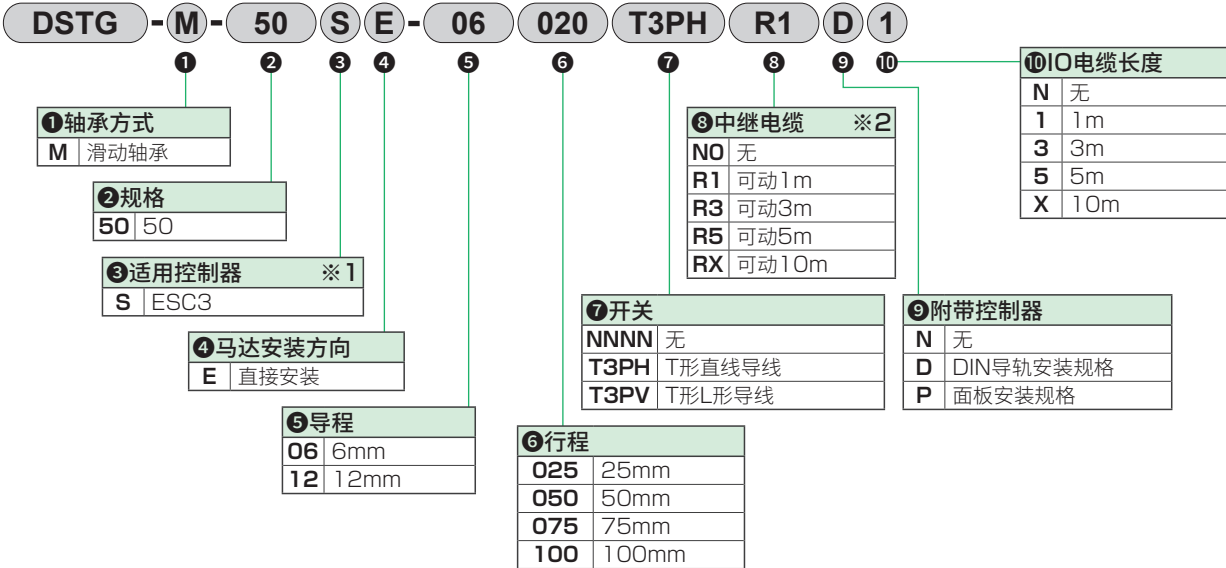 DSTG-M-50SE-06020T3PHR1D1
❶ ❷ ❸ ❹ ❺ ❻ ❼ ❽ ❾ ❿
❶轴承方式
M 滑动轴承
❷规格
50 50
❸适用控制器 ※1
S ESC3
❹马达安装方向
E 直接安装
❺导程
06 6mm
12 12mm
❻行程
025 25mm
050 50mm
075 75mm
100 100mm
❼开关
NNNN 无
T3PH T形直线导线
T3PV T形L形导线
❽中继电缆 ※2
N0 无
R1 可动1m
R3 可动3m
R5 可动5m
RX 可动10m
❾附带控制器
N 无
D DIN导轨安装规格
P 面板安装规格
❿IO电缆长度
N 无
1 1m
3 3m
5 5m
X 10m